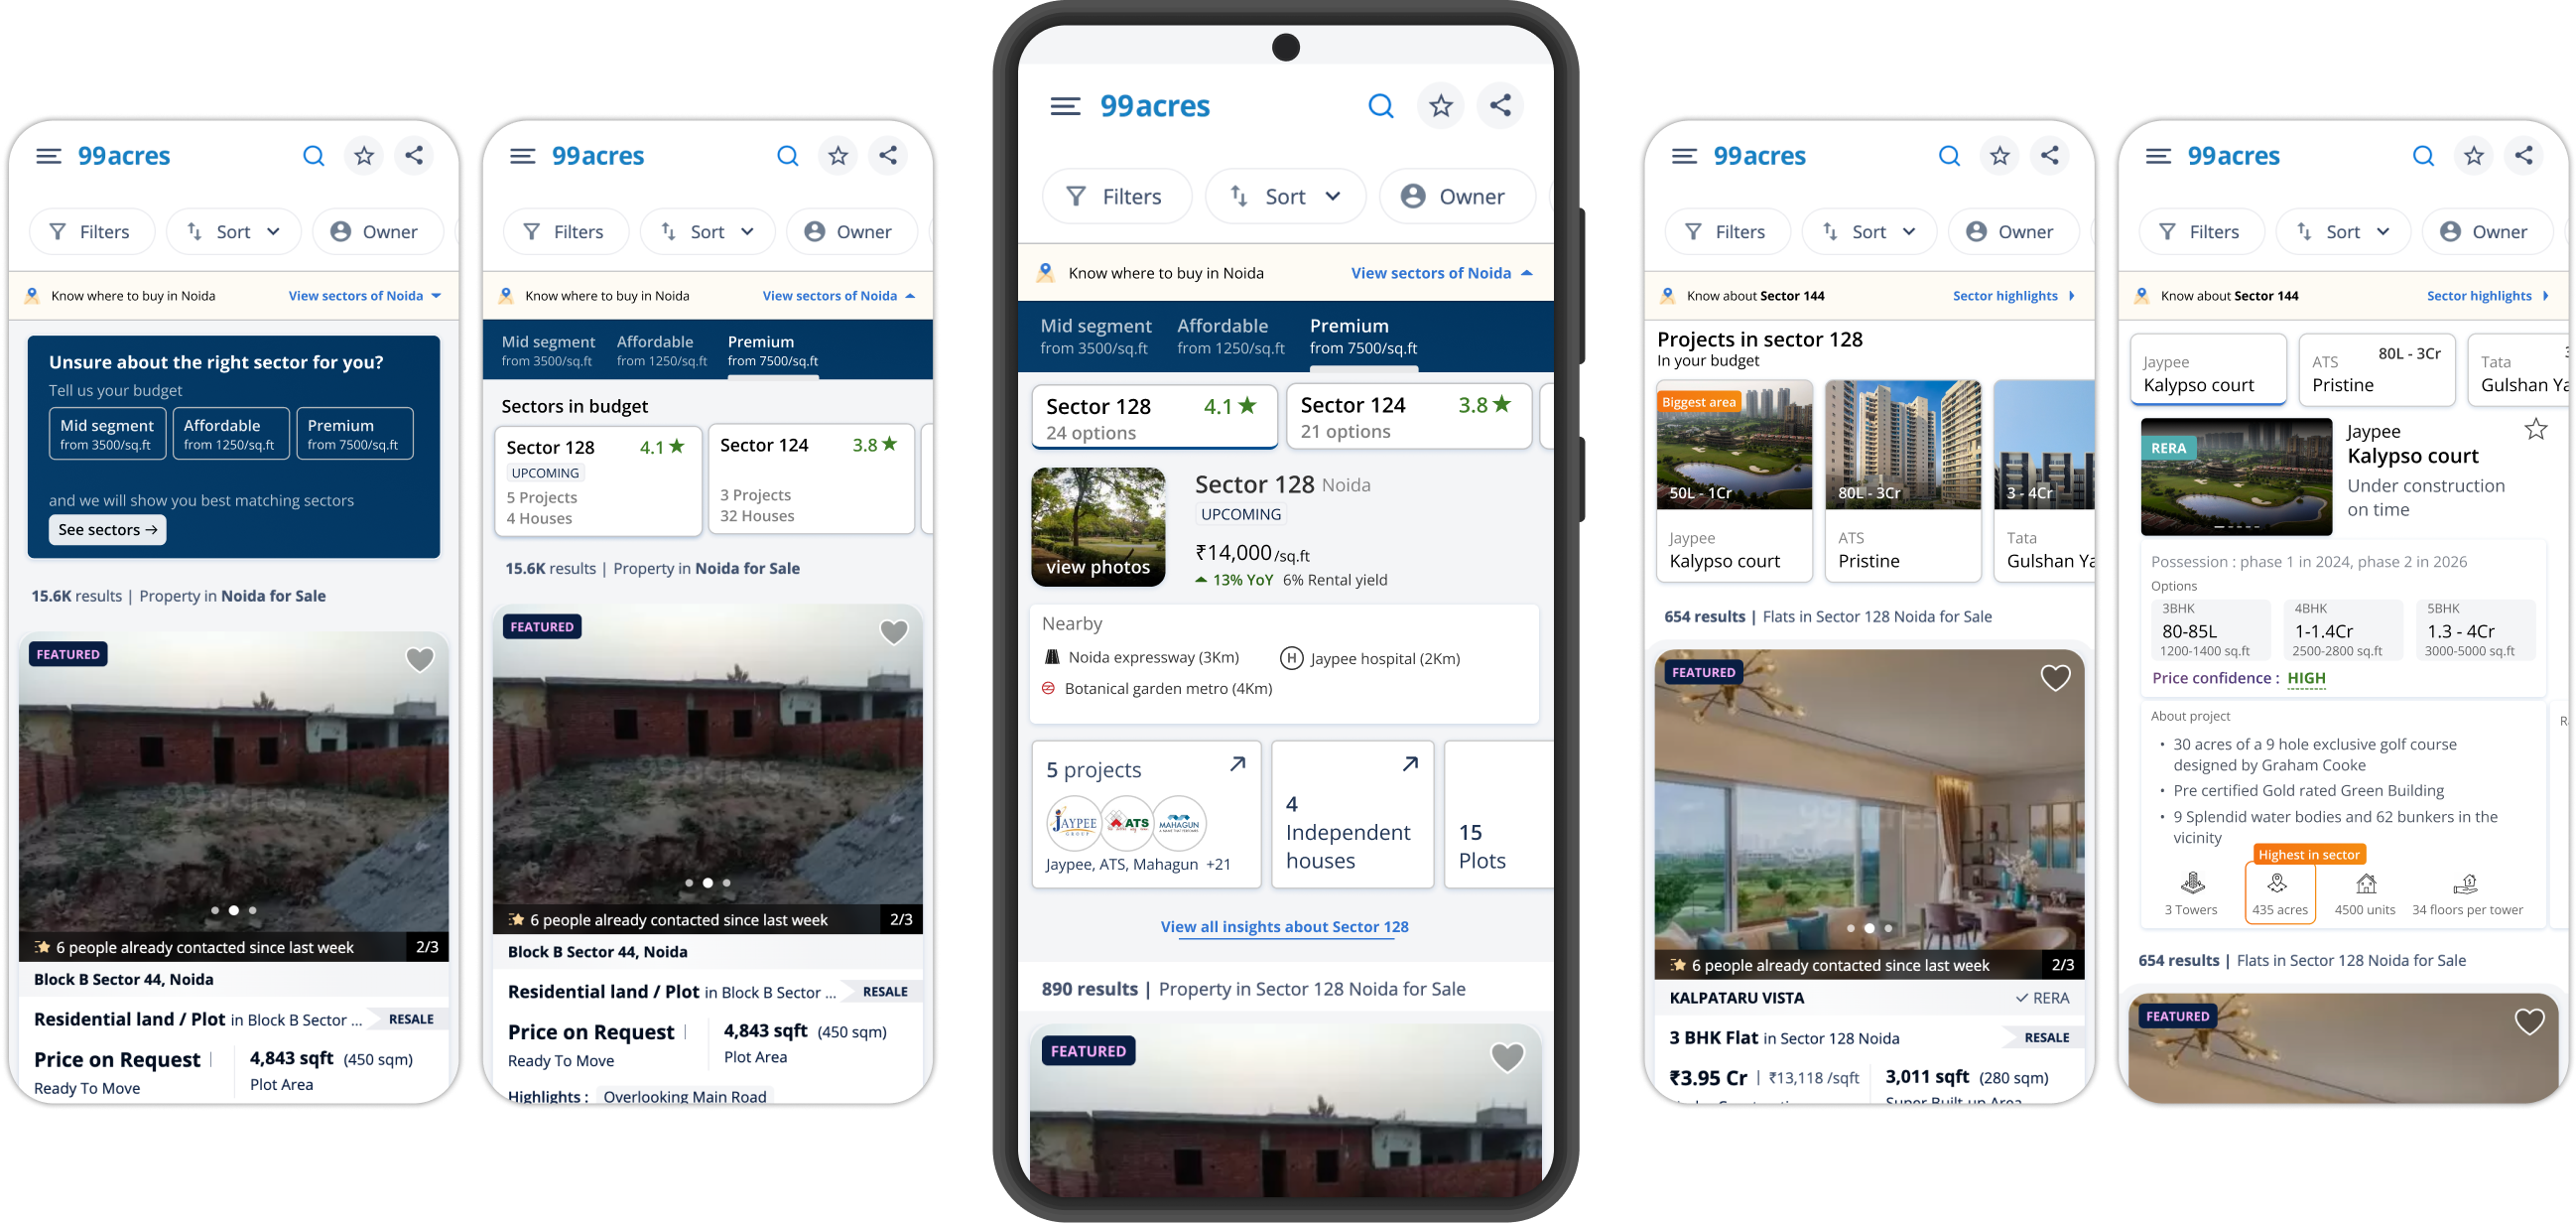 99acres
Filters
Sort
Owner
Know where to buy in Noida
View sectors of Noida
Unsure about the right sector for you?
Tell us your budget
Mid segment
from 3500/sq.ft
Affordable
from 1250/sq.ft
Premium
from 7500/sq.ft
and we will show you best matching sectors
See sectors →
15.6K results | Property in Noida for Sale
FEATURED
99acres
6 people already contacted since last week
2/3
Block B Sector 44, Noida
Residential land / Plot in Block B Sector ...
RESALE
Price on Request |
Ready To Move
4,843 sqft (450 sqm)
Plot Area
99acres
Filters
Sort
Owner
Know where to buy in Noida
View sectors of Noida
Mid segment
from 3500/sq.ft
Affordable
from 1250/sq.ft
Premium
from 7500/sq.ft
Sectors in budget
Sector 128
4.1 ★
UPCOMING
5 Projects
4 Houses
Sector 124
3.8 ★
3 Projects
32 Houses
15.6K results | Property in Noida for Sale
FEATURED
99acres
6 people already contacted since last week
2/3
Block B Sector 44, Noida
Residential land / Plot in Block B Sector ...
RESALE
Price on Request |
Ready To Move
4,843 sqft (450 sqm)
Plot Area
Highlights : Overlooking Main Road
99acres
Filters
Sort
Owner
Know where to buy in Noida
View sectors of Noida
Mid segment
from 3500/sq.ft
Affordable
from 1250/sq.ft
Premium
from 7500/sq.ft
Sector 128
4.1 ★
24 options
Sector 124
3.8 ★
21 options
view photos
Sector 128 Noida
UPCOMING
₹14,000/sq.ft
13% YoY 6% Rental yield
Nearby
Noida expressway (3Km)
H Jaypee hospital (2Km)
Botanical garden metro (4Km)
5 projects
JAYPEE
GROUP
ATS
MAHAGUN
Jaypee, ATS, Mahagun +21
4
Independent
houses
15
Plots
View all insights about Sector 128
890 results | Property in Sector 128 Noida for Sale
FEATURED
99acres
Filters
Sort
Owner
Know about Sector 144
Sector highlights
Projects in sector 128
In your budget
Biggest area
50L - 1Cr
Jaypee
Kalypso court
80L - 3Cr
ATS
Pristine
3 - 4Cr
Tata
Gulshan Ya
654 results | Flats in Sector 128 Noida for Sale
FEATURED
6 people already contacted since last week
2/3
KALPATARU VISTA
RERA
3 BHK Flat in Sector 128 Noida
RESALE
₹3.95 Cr | ₹13,118 /sqft
3,011 sqft (280 sqm)
Super Built-up Area
99acres
Filters
Sort
Owner
Know about Sector 144
Sector highlights
Jaypee
Kalypso court
ATS
80L - 3Cr
Pristine
Tata
Gulshan Ya
RERA
Jaypee
Kalypso court
Under construction
on time
Possession : phase 1 in 2024, phase 2 in 2026
Options
3BHK
80-85L
1200-1400 sq.ft
4BHK
1-1.4Cr
2500-2800 sq.ft
5BHK
1.3 - 4Cr
3000-5000 sq.ft
Price confidence : HIGH
About project
• 30 acres of a 9 hole exclusive golf course
designed by Graham Cooke
• Pre certified Gold rated Green Building
• 9 Splendid water bodies and 62 bunkers in the
vicinity
Highest in sector
3 Towers
435 acres
4500 units
34 floors per tower
654 results | Flats in Sector 128 Noida for Sale
FEATURED